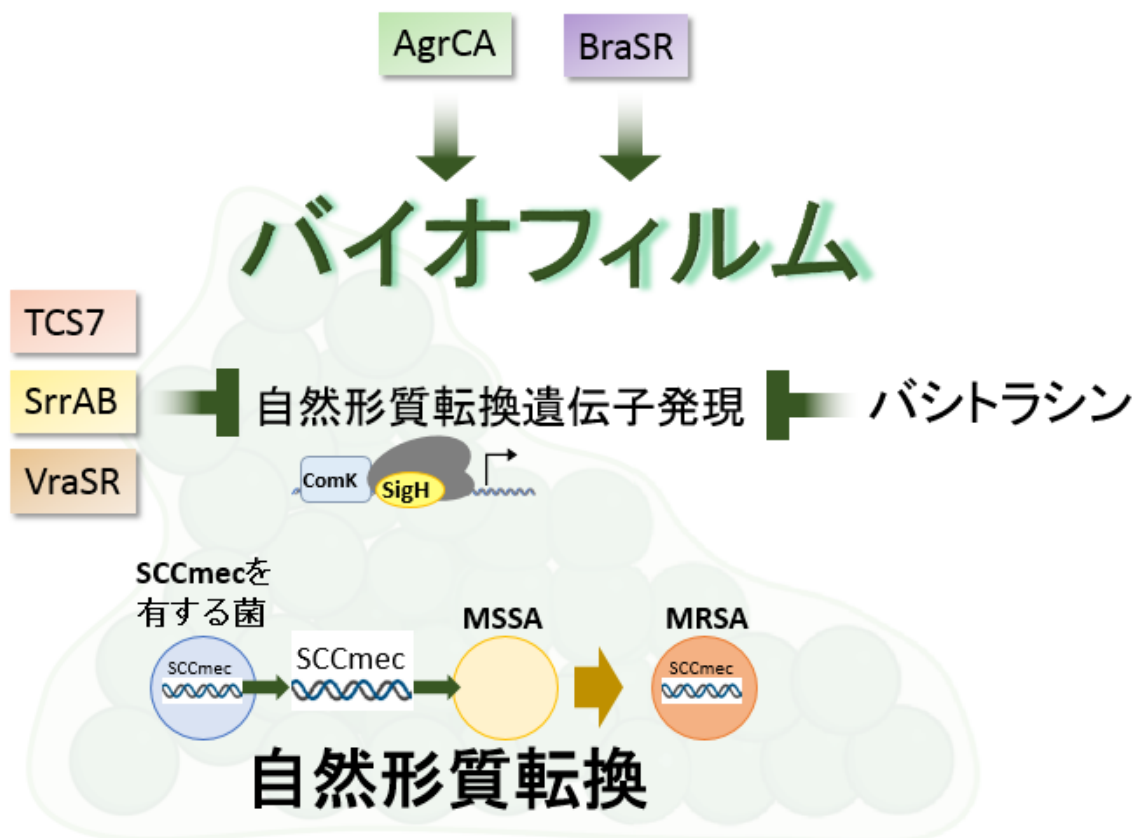 AgrCA
BraSR
バイオフィルム
TCS7
SrrAB
VraSR
自然形質転換遺伝子発現
バシトラシン
ComK
SigH
SCCmecを
有する菌
SCCmec
SCCmec
MSSA
MRSA
SCCmec
自然形質転換